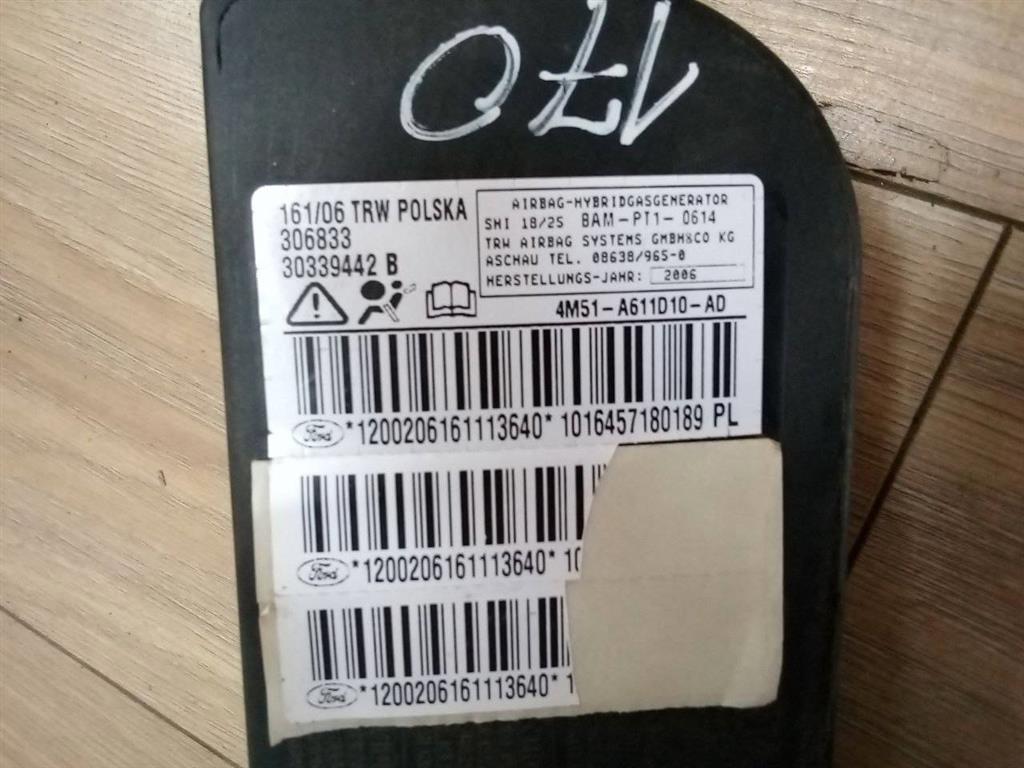 170
161/06 TRW POLSKA
306833
30339442 B
AIRBAG-HYBRIDGASGENERATOR
SHI 18/25 BAM-PT1- 0614
TRW AIRBAG SYSTEMS GMBH&CO KG
ASCHAU TEL. 08638/965-0
HERSTELLUNGS-JAHR: 2006
4M51-A611D10-AD
Ford *1200206161113640* 1016457180189 PL
Ford *1200206161113640* 10
Ford *1200206161113640* 1